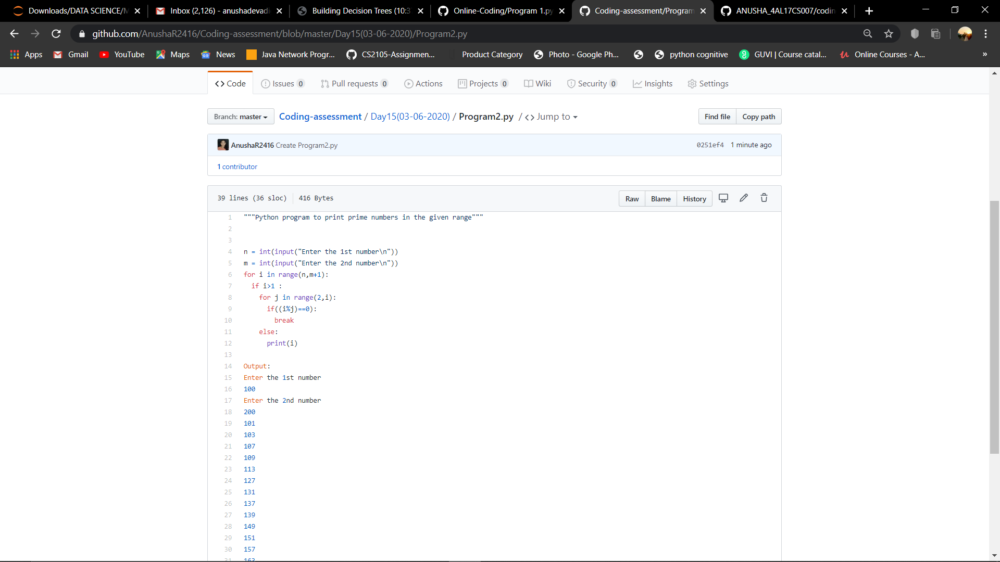 Downloads/DATA SCIENCE/M
Inbox (2,126) - anushadevadi
Building Decision Trees (10:3
Online-Coding/Program 1.py
Coding-assessment/Program
ANUSHA_4AL17CS007/codin
github.com/AnushaR2416/Coding-assessment/blob/master/Day15(03-06-2020)/Program2.py
Apps Gmail YouTube Maps News Java Network Progr... CS2105-Assignmen... Product Category Photo - Google Ph... python cognitive GUVI | Course catal... Online Courses - A... »
Code Issues 0 Pull requests 0 Actions Projects 0 Wiki Security 0 Insights Settings
Branch: master Coding-assessment / Day15(03-06-2020) / Program2.py / <> Jump to Find file Copy path
AnushaR2416 Create Program2.py 0251ef4 1 minute ago
1 contributor
39 lines (36 sloc) 416 Bytes Raw Blame History
1 """Python program to print prime numbers in the given range"""
2
3
4 n = int(input("Enter the 1st number\n"))
5 m = int(input("Enter the 2nd number\n"))
6 for i in range(n,m+1):
7 if i>1 :
8 for j in range(2,i):
9 if((i%j)==0):
10 break
11 else:
12 print(i)
13
14 Output:
15 Enter the 1st number
16 100
17 Enter the 2nd number
18 200
19 101
20 103
21 107
22 109
23 113
24 127
25 131
26 137
27 139
28 149
29 151
30 157
31 163